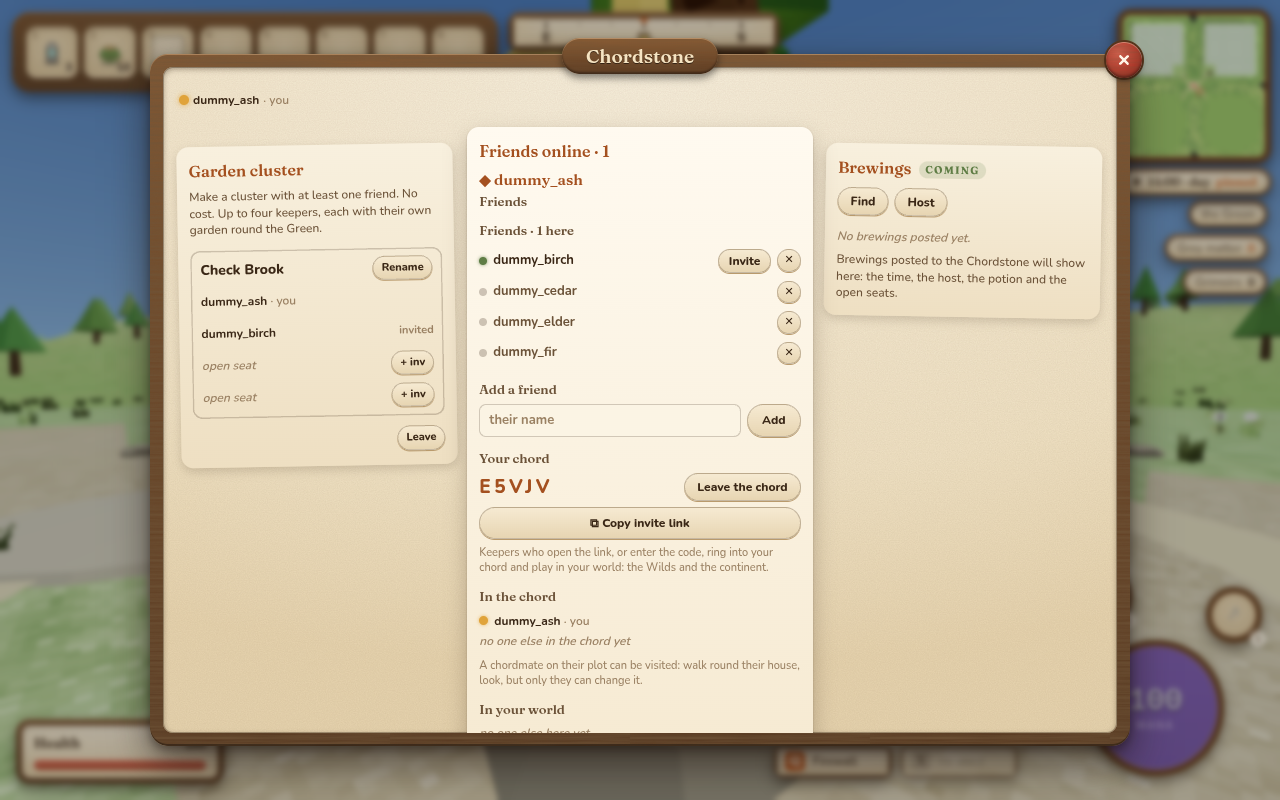 Chordstone
×
dummy_ash · you
Garden cluster
Make a cluster with at least one friend. No
cost. Up to four keepers, each with their own
garden round the Green.
Check Brook
Rename
dummy_ash · you
dummy_birch
invited
open seat
+ inv
open seat
+ inv
Leave
Friends online · 1
◆ dummy_ash
Friends
Friends · 1 here
dummy_birch
Invite
×
dummy_cedar
×
dummy_elder
×
dummy_fir
×
Add a friend
their name
Add
Your chord
E5VJV
Leave the chord
⧉ Copy invite link
Keepers who open the link, or enter the code, ring into your
chord and play in your world: the Wilds and the continent.
In the chord
dummy_ash · you
no one else in the chord yet
A chordmate on their plot can be visited: walk round their house,
look, but only they can change it.
In your world
no one else here yet
Brewings
COMING
Find
Host
No brewings posted yet.
Brewings posted to the Chordstone will show
here: the time, the host, the potion and the
open seats.
Health
100